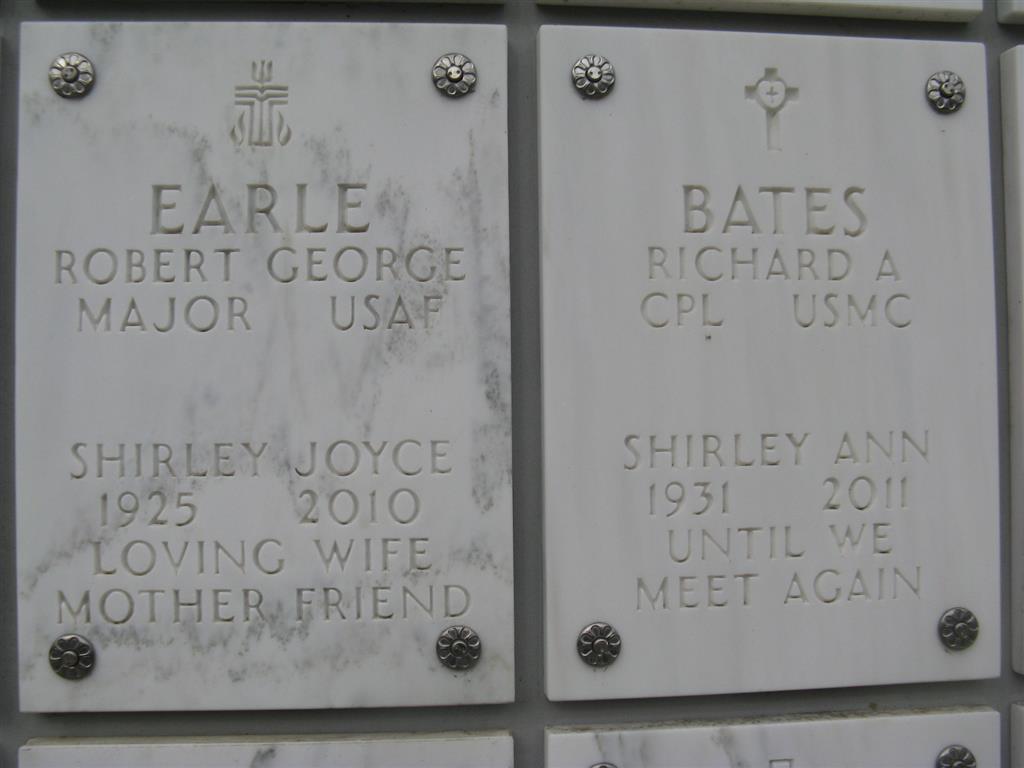 EARLE
ROBERT GEORGE
MAJOR USAF
SHIRLEY JOYCE
1925 2010
LOVING WIFE
MOTHER FRIEND
BATES
RICHARD A
CPL USMC
SHIRLEY ANN
1931 2011
UNTIL WE
MEET AGAIN